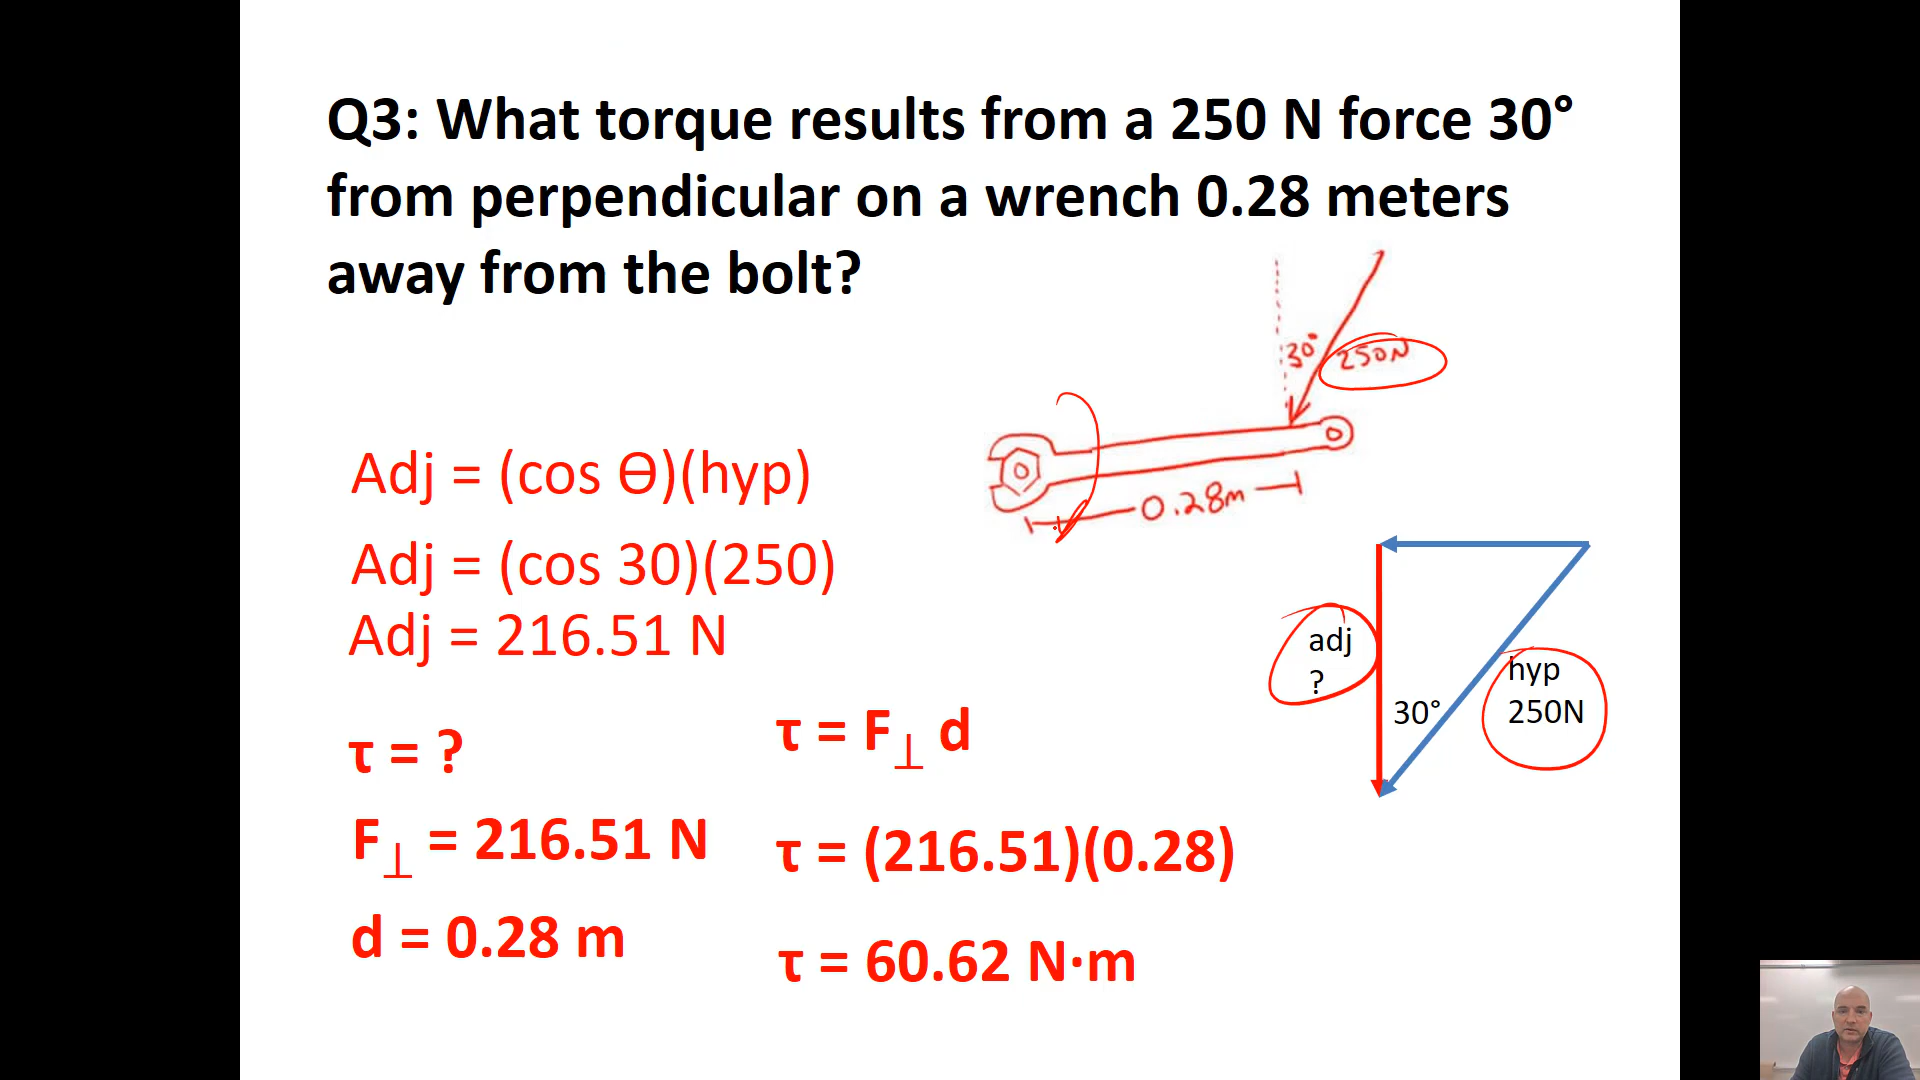 Q3: What torque results from a 250 N force 30°
from perpendicular on a wrench 0.28 meters
away from the bolt?
30°
250N
0.28m
Adj = (cos Ɵ)(hyp)
Adj = (cos 30)(250)
Adj = 216.51 N
adj
?
hyp
250N
30°
τ = ?
F⊥ = 216.51 N
d = 0.28 m
τ = F⊥ d
τ = (216.51)(0.28)
τ = 60.62 N·m